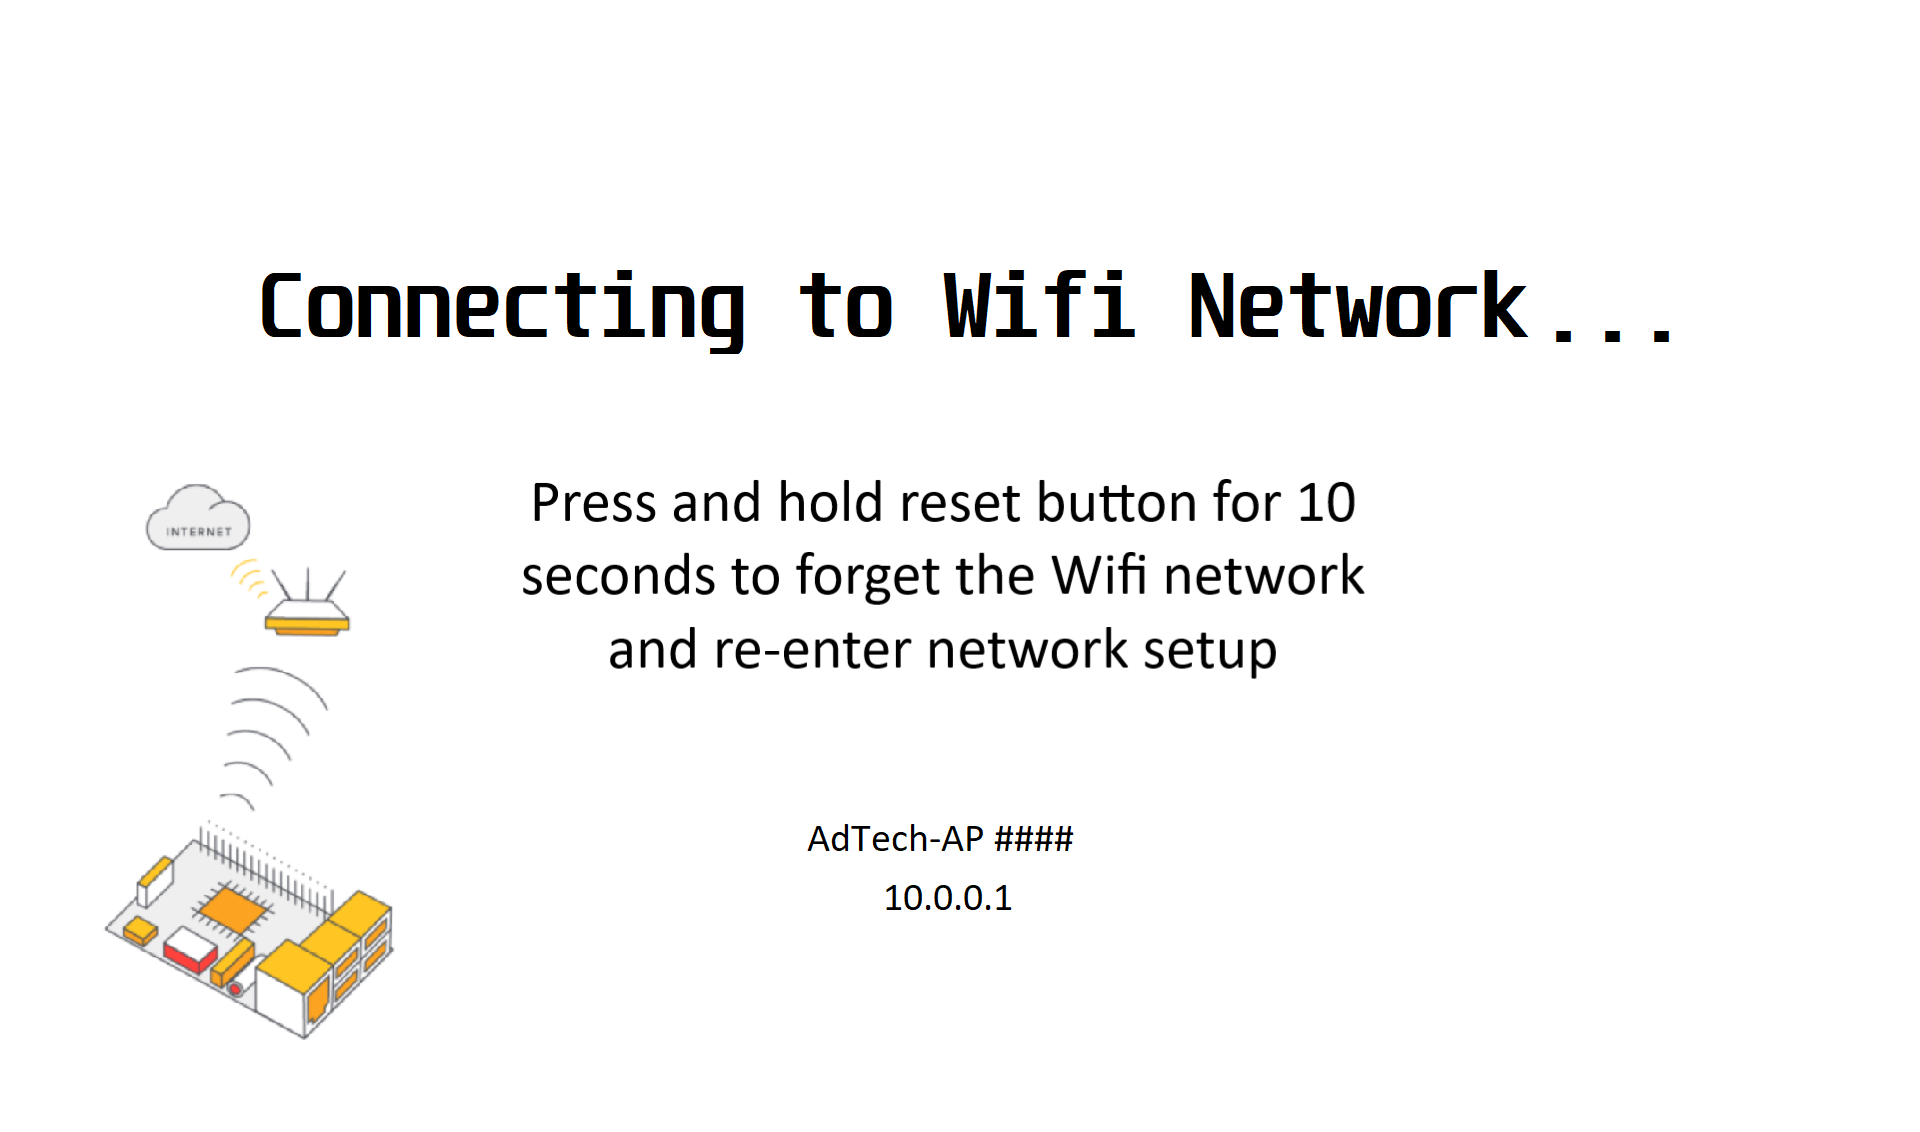 Connecting to Wifi Network...
INTERNET
Press and hold reset button for 10
seconds to forget the Wifi network
and re-enter network setup
AdTech-AP ####
10.0.0.1